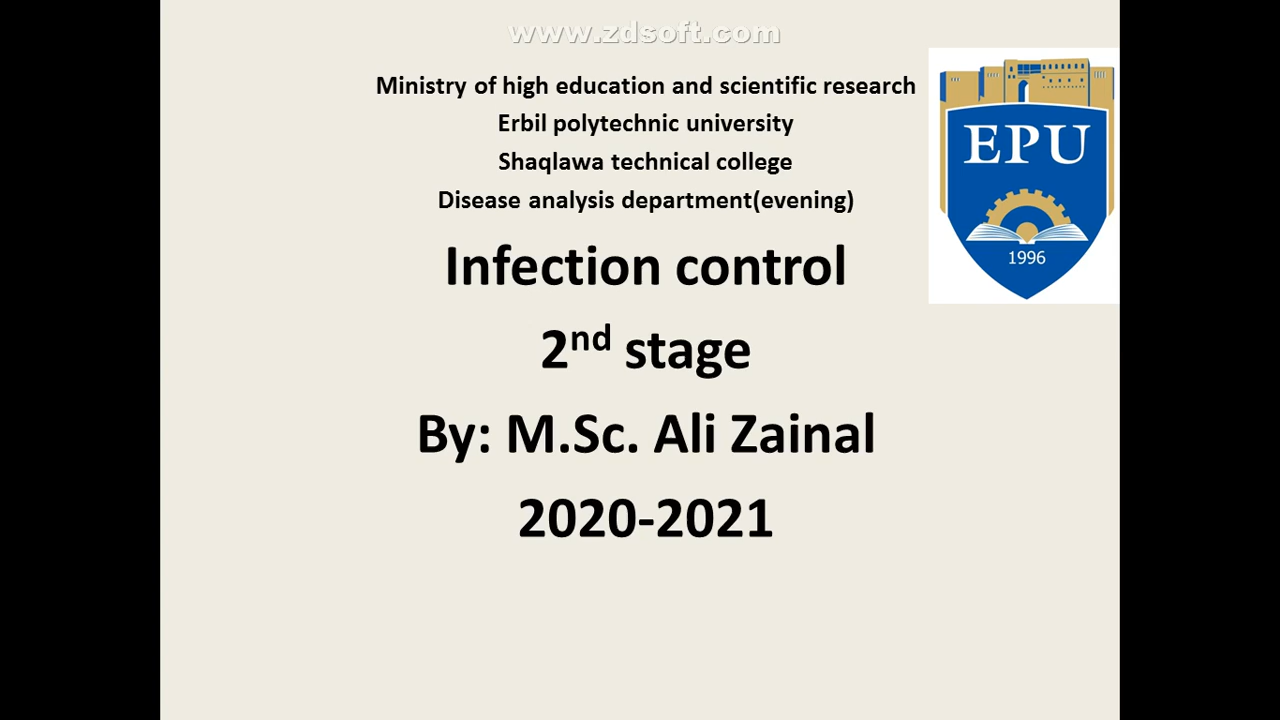 www.zdsoft.com
Ministry of high education and scientific research
Erbil polytechnic university
Shaqlawa technical college
Disease analysis department(evening)
Infection control
2nd stage
By: M.Sc. Ali Zainal
2020-2021
EPU
1996